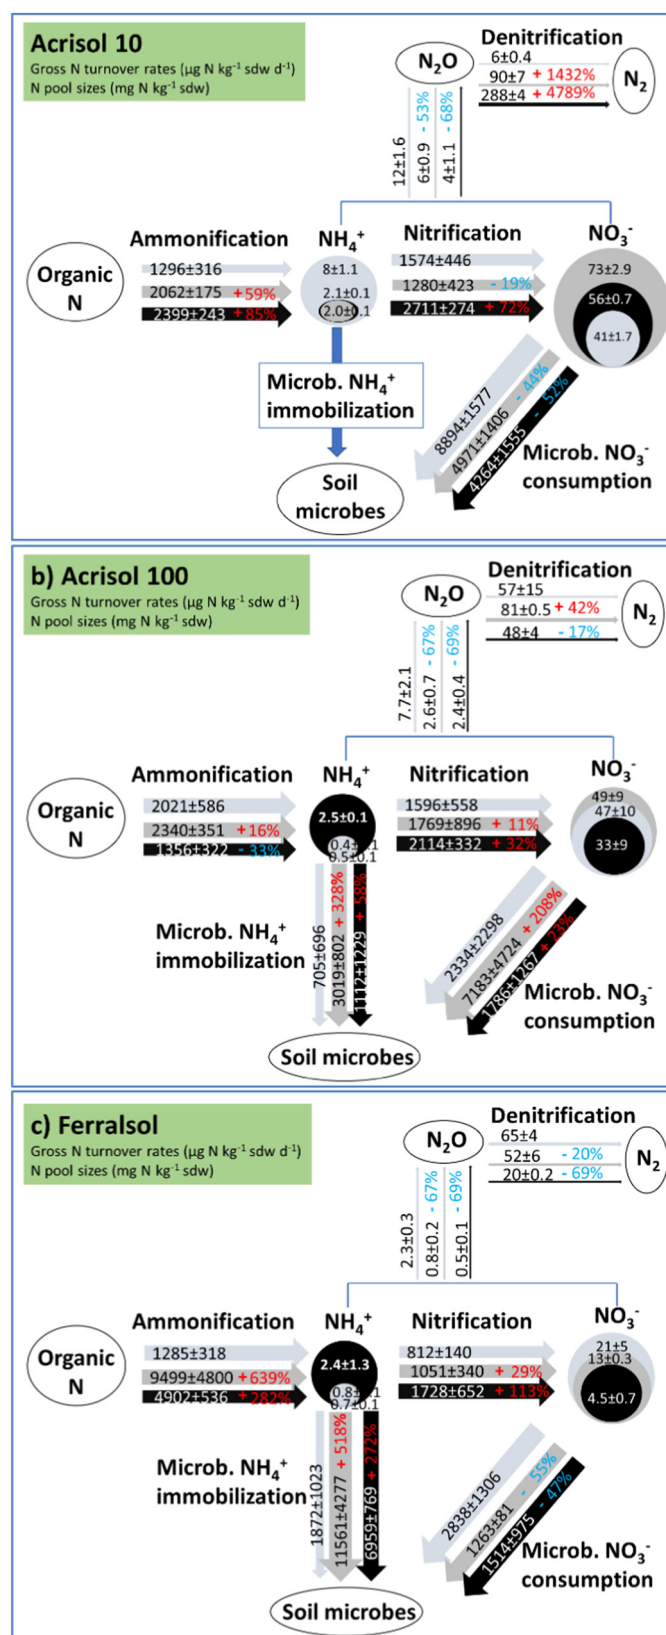 Acrisol 10
Gross N turnover rates (µg N kg⁻¹ sdw d⁻¹)
N pool sizes (mg N kg⁻¹ sdw)
Denitrification
N₂O
N₂
6±0.4
90±7 + 1432%
288±4 + 4789%
12±1.6
6±0.9 - 53%
4±1.1 - 68%
Organic N
Ammonification
1296±316
2062±175 +59%
2399±243 +85%
NH₄⁺
8±1.1
2.1±0.1
2.0±0.1
Nitrification
1574±446
1280±423 - 19%
2711±274 + 72%
NO₃⁻
73±2.9
56±0.7
41±1.7
Microb. NH₄⁺
immobilization
8894±1577
4971±1406 - 44%
4264±1555 - 52%
Microb. NO₃⁻
consumption
Soil
microbes
b) Acrisol 100
Gross N turnover rates (µg N kg⁻¹ sdw d⁻¹)
N pool sizes (mg N kg⁻¹ sdw)
Denitrification
N₂O
N₂
57±15
81±0.5 + 42%
48±4 - 17%
7.7±2.1
2.6±0.7 - 67%
2.4±0.4 - 69%
Organic
N
Ammonification
2021±586
2340±351 +16%
1356±322 - 33%
NH₄⁺
2.5±0.1
0.4±0.1
0.5±0.1
Nitrification
1596±558
1769±896 + 11%
2114±332 + 32%
NO₃⁻
49±9
47±10
33±9
Microb. NH₄⁺
immobilization
705±696
3019±802 + 328%
1112±1229 + 58%
2334±2298
7183±4724 + 208%
1786±1267 + 23%
Microb. NO₃⁻
consumption
Soil microbes
c) Ferralsol
Gross N turnover rates (µg N kg⁻¹ sdw d⁻¹)
N pool sizes (mg N kg⁻¹ sdw)
Denitrification
N₂O
N₂
65±4
52±6 - 20%
20±0.2 - 69%
2.3±0.3
0.8±0.2 - 67%
0.5±0.1 - 69%
Organic
N
Ammonification
1285±318
9499±4800 +639%
4902±536 +282%
NH₄⁺
2.4±1.3
0.8±0.1
0.7±0.1
Nitrification
812±140
1051±340 + 29%
1728±652 + 113%
NO₃⁻
21±5
13±0.3
4.5±0.7
Microb. NH₄⁺
immobilization
1872±1023
11561±4277 + 518%
6959±769 + 272%
2838±1306
1263±81 - 55%
1514±975 - 47%
Microb. NO₃⁻
consumption
Soil microbes